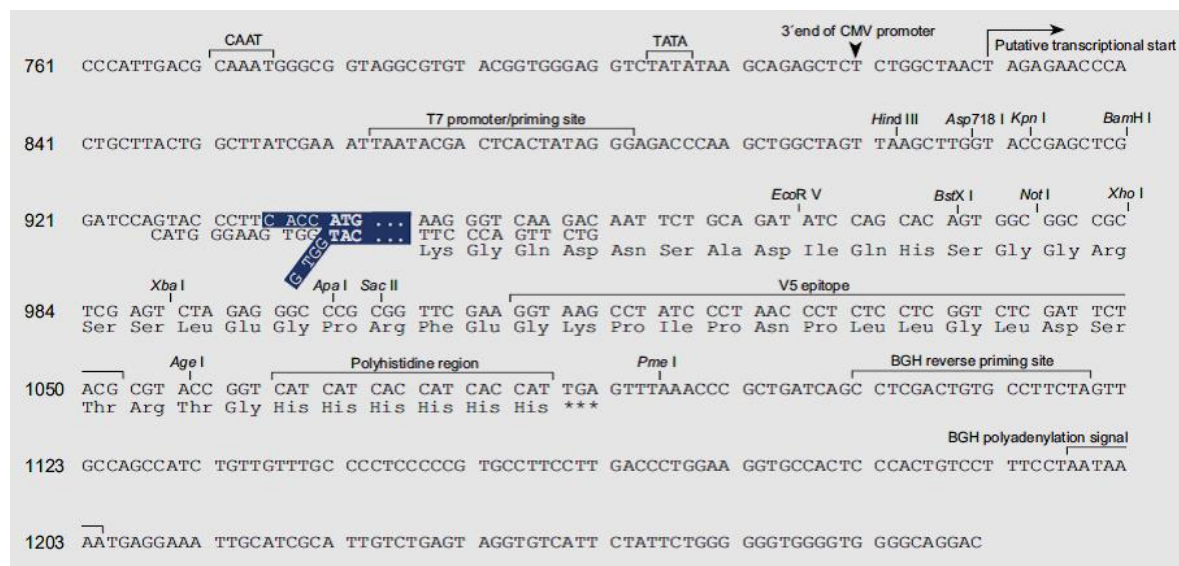 CAAT TATA 3´end of CMV promoter Putative transcriptional start
761 CCCATTGACG CAAATGGGCG GTAGGCGTGT ACGGTGGGAG GTCTATATAA GCAGAGCTCT CTGGCTAACT AGAGAACCCA
T7 promoter/priming site Hind III Asp718 I Kpn I BamH I
841 CTGCTTACTG GCTTATCGAA ATTAATACGA CTCACTATAG GGAGACCCAA GCTGGCTAGT TAAGCTTGGT ACCGAGCTCG
EcoR V BstX I Not I Xho I
921 GATCCAGTAC CCTTC ACC ATG ... AAG GGT CAA GAC AAT TCT GCA GAT ATC CAG CAC AGT GGC GGC CGC
CATG GGAAG TGG TAC ... TTC CCA GTT CTG
G TGG
Lys Gly Gln Asp Asn Ser Ala Asp Ile Gln His Ser Gly Gly Arg
Xba I Apa I Sac II V5 epitope
984 TCG AGT CTA GAG GGC CCG CGG TTC GAA GGT AAG CCT ATC CCT AAC CCT CTC CTC GGT CTC GAT TCT
Ser Ser Leu Glu Gly Pro Arg Phe Glu Gly Lys Pro Ile Pro Asn Pro Leu Leu Gly Leu Asp Ser
Age I Polyhistidine region Pme I BGH reverse priming site
1050 ACG CGT ACC GGT CAT CAT CAC CAT CAC CAT TGA GTTTAAACCC GCTGATCAGC CTCGACTGTG CCTTCTAGTT
Thr Arg Thr Gly His His His His His His ***
BGH polyadenylation signal
1123 GCCAGCCATC TGTTGTTTGC CCCTCCCCCG TGCCTTCCTT GACCCTGGAA GGTGCCACTC CCACTGTCCT TTCCTAATAA
1203 AATGAGGAAA TTGCATCGCA TTGTCTGAGT AGGTGTCATT CTATTCTGGG GGGTGGGGTG GGGCAGGAC